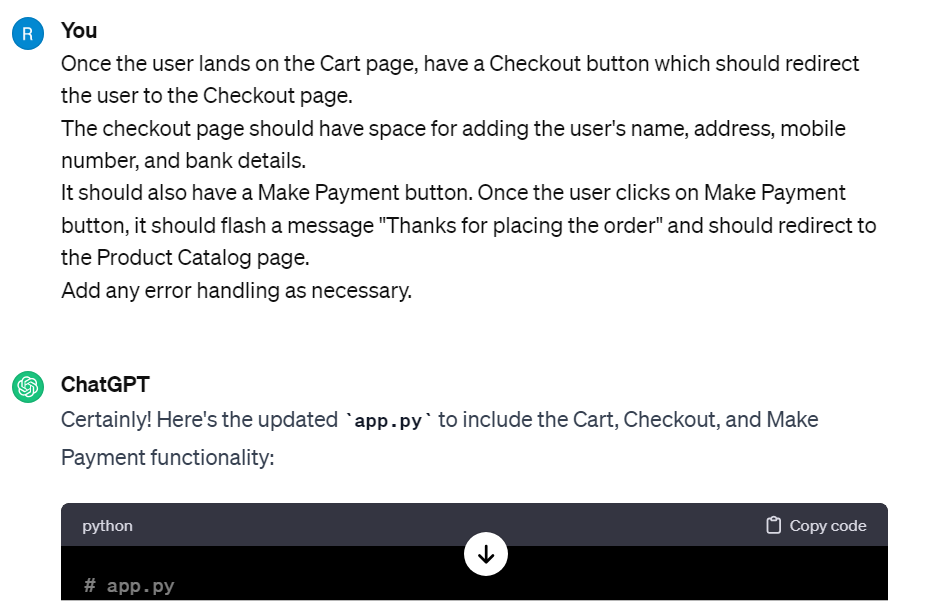 R
You
Once the user lands on the Cart page, have a Checkout button which should redirect
the user to the Checkout page.
The checkout page should have space for adding the user's name, address, mobile
number, and bank details.
It should also have a Make Payment button. Once the user clicks on Make Payment
button, it should flash a message "Thanks for placing the order" and should redirect to
the Product Catalog page.
Add any error handling as necessary.
ChatGPT
Certainly! Here's the updated `app.py` to include the Cart, Checkout, and Make
Payment functionality:
python Copy code
# app.py